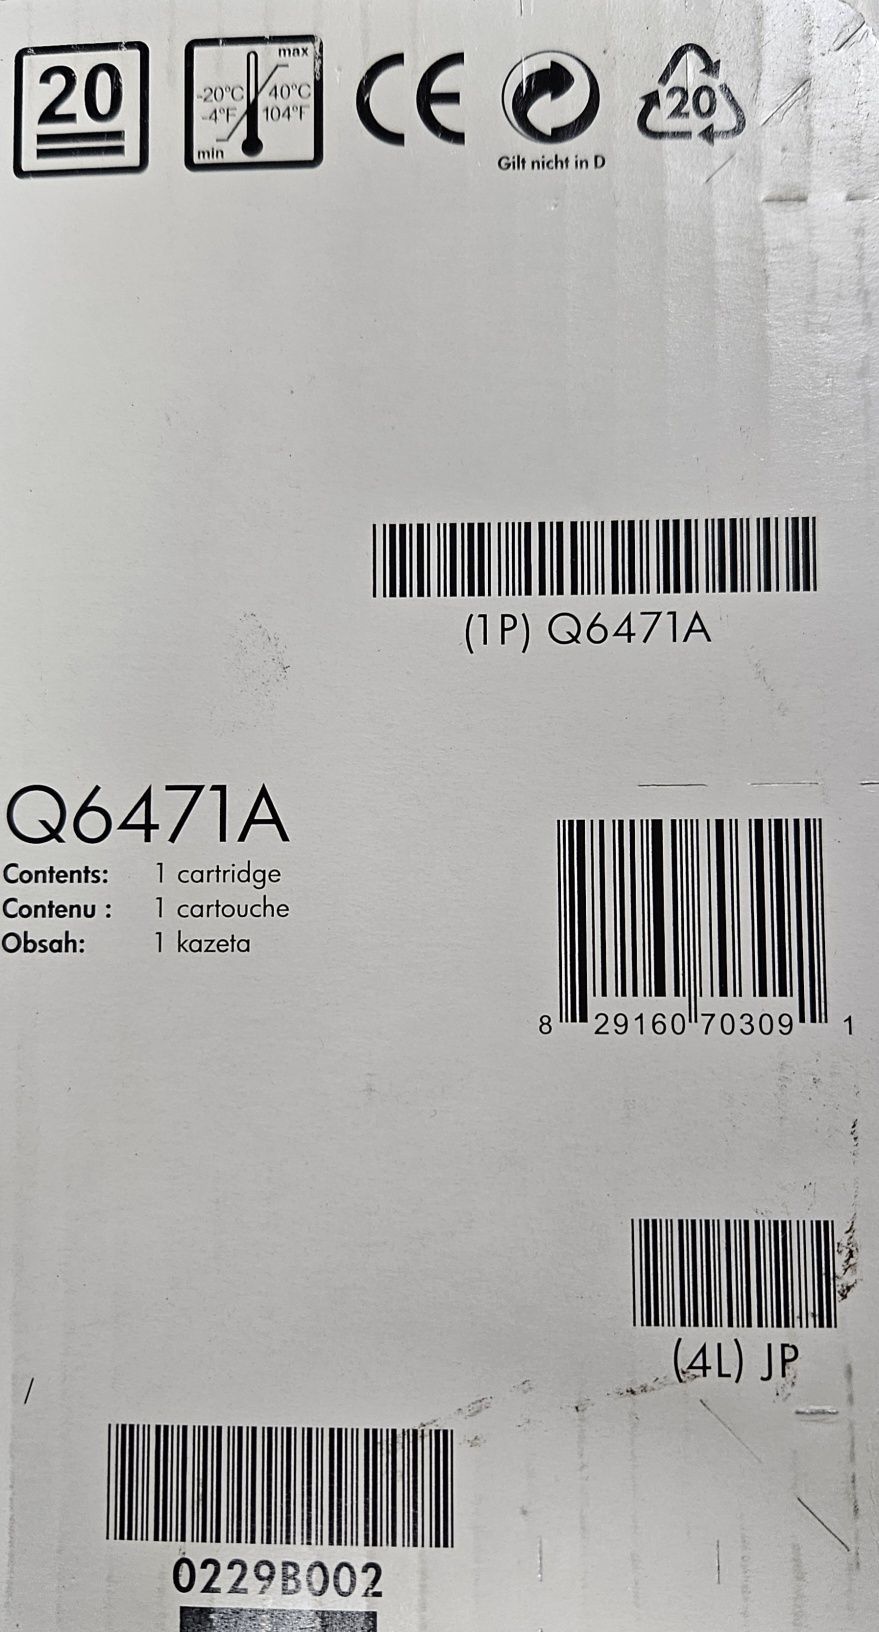 20
max
-20°C 40°C
-4°F 104°F
min
CE
Gilt nicht in D
20
(1P) Q6471A
Q6471A
Contents: 1 cartridge
Contenu : 1 cartouche
Obsah: 1 kazeta
8 29160 70309 1
(4L) JP
0229B002